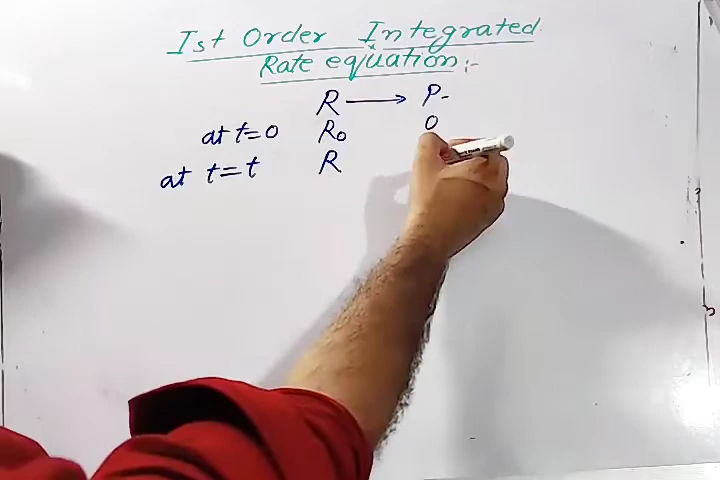 Ist Order Integrated
Rate equation :-
R → P-
at t=0 R₀ 0
at t=t R